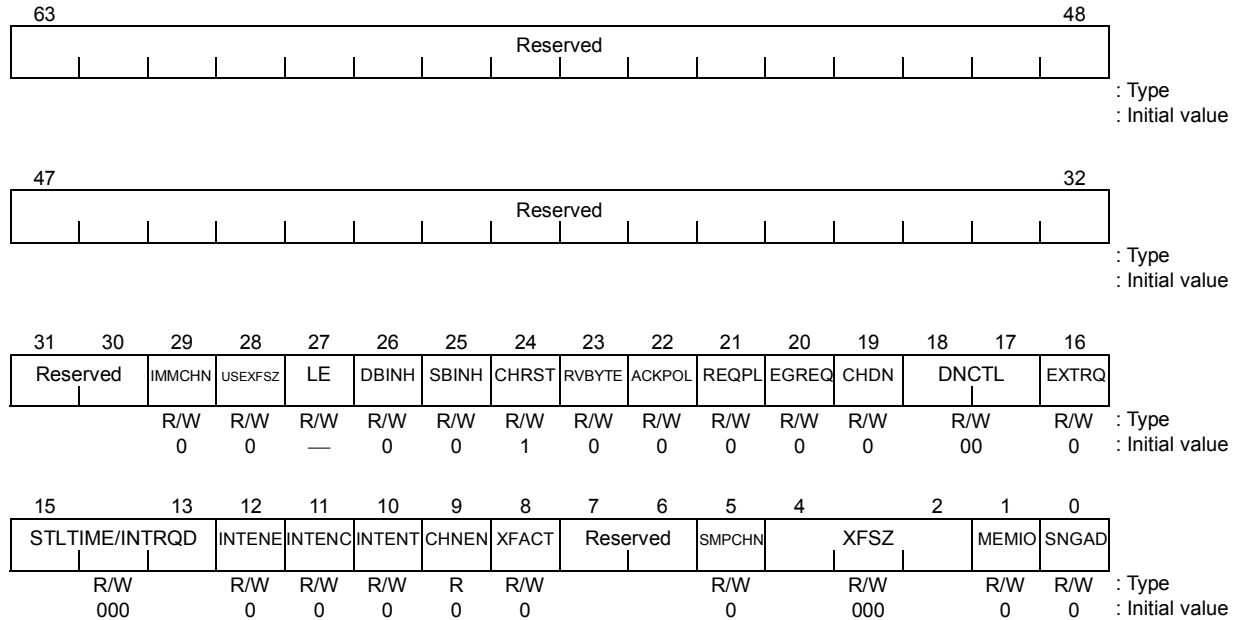 63 48
Reserved
: Type
: Initial value
47 32
Reserved
: Type
: Initial value
31 30 29 28 27 26 25 24 23 22 21 20 19 18 17 16
Reserved IMMCHN USEXFSZ LE DBINH SBINH CHRST RVBYTE ACKPOL REQPL EGREQ CHDN DNCTL EXTRQ
R/W R/W R/W R/W R/W R/W R/W R/W R/W R/W R/W R/W R/W : Type
0 0 — 0 0 1 0 0 0 0 0 00 0 : Initial value
15 13 12 11 10 9 8 7 6 5 4 2 1 0
STLTIME/INTRQD INTENE INTENC INTENT CHNEN XFACT Reserved SMPCHN XFSZ MEMIO SNGAD
R/W R/W R/W R/W R R/W R/W R/W R/W R/W : Type
000 0 0 0 0 0 0 000 0 0 : Initial value